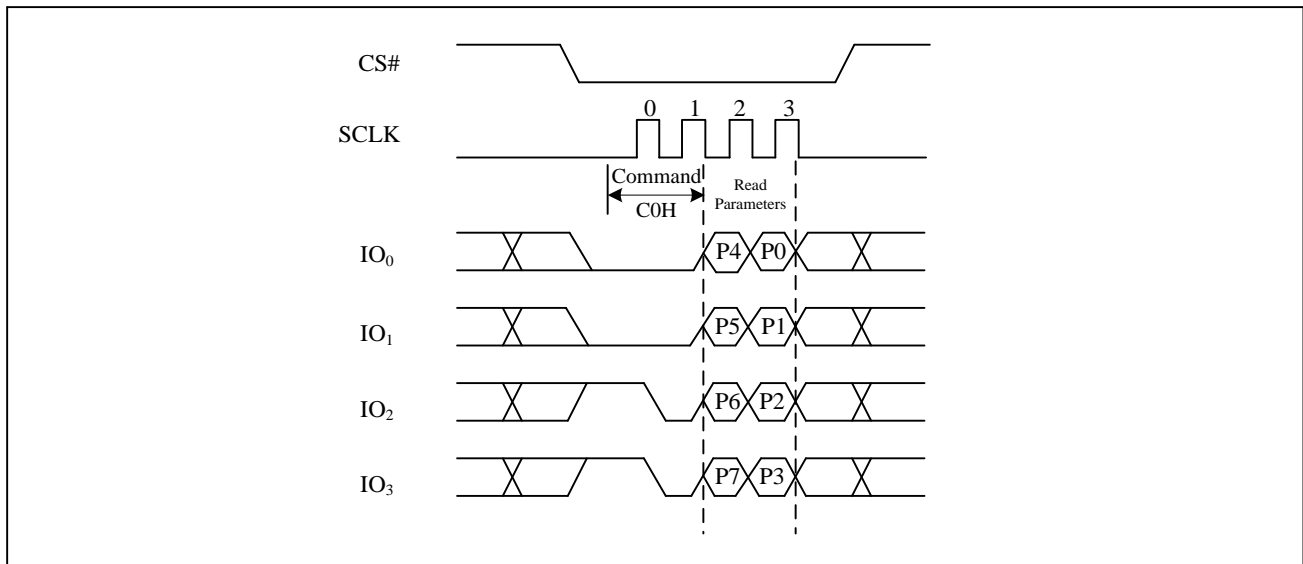 CS#
0 1 2 3
SCLK
Command
C0H
Read
Parameters
IO₀ P4 P0
IO₁ P5 P1
IO₂ P6 P2
IO₃ P7 P3